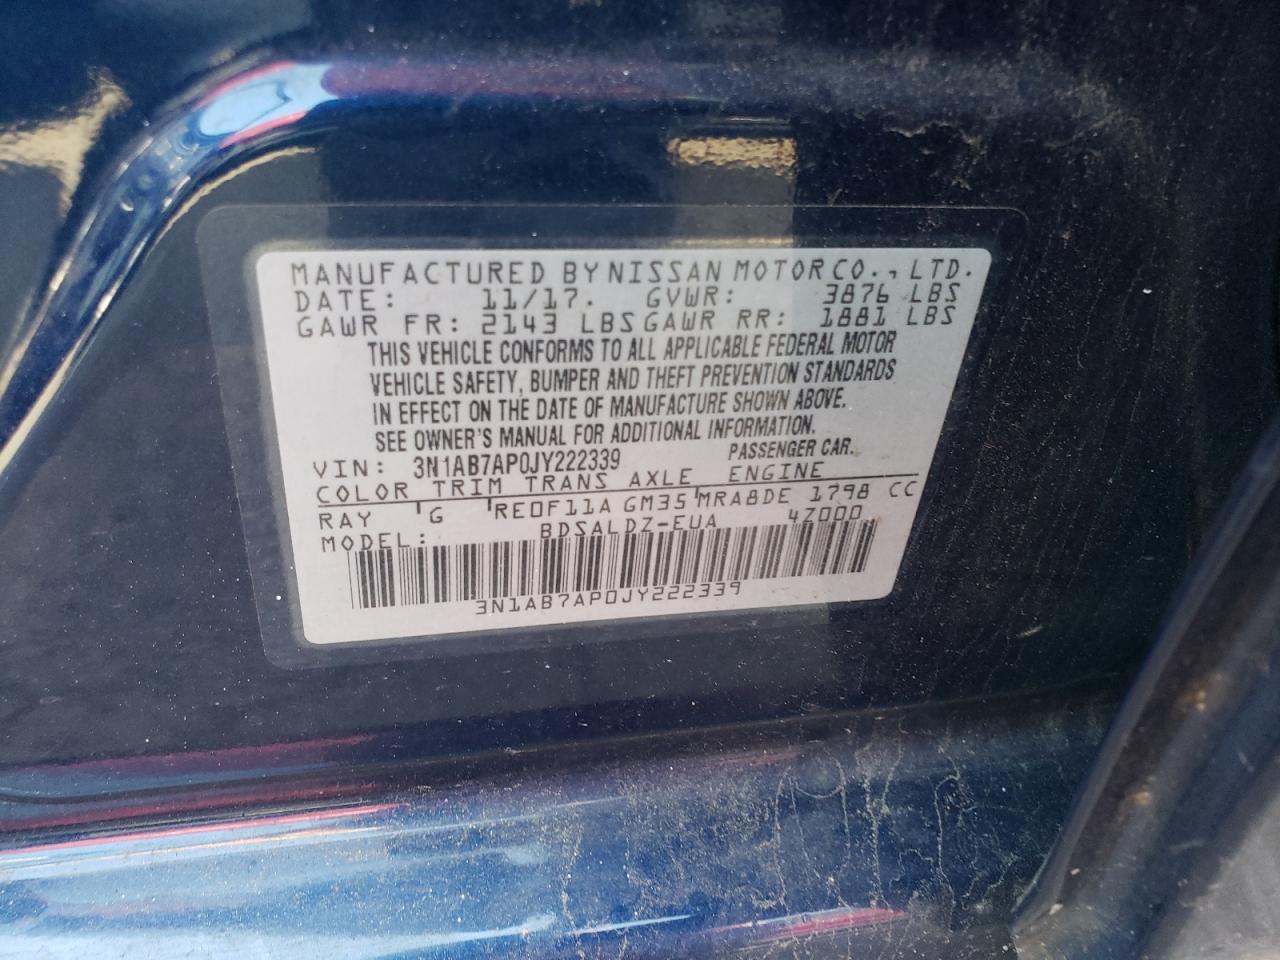 MANUFACTURED BY NISSAN MOTOR CO., LTD.
DATE: 11/17. GVWR: 3876 LBS
GAWR FR: 2143 LBS GAWR RR: 1881 LBS
THIS VEHICLE CONFORMS TO ALL APPLICABLE FEDERAL MOTOR
VEHICLE SAFETY, BUMPER AND THEFT PREVENTION STANDARDS
IN EFFECT ON THE DATE OF MANUFACTURE SHOWN ABOVE.
SEE OWNER'S MANUAL FOR ADDITIONAL INFORMATION.
VIN: 3N1AB7AP0JY222339 PASSENGER CAR.
COLOR TRIM TRANS AXLE ENGINE
RAY G RE0F11A GM35 MRA8DE 1798 CC
MODEL: BDSALDZ-EUA 4Z000
3N1AB7AP0JY222339